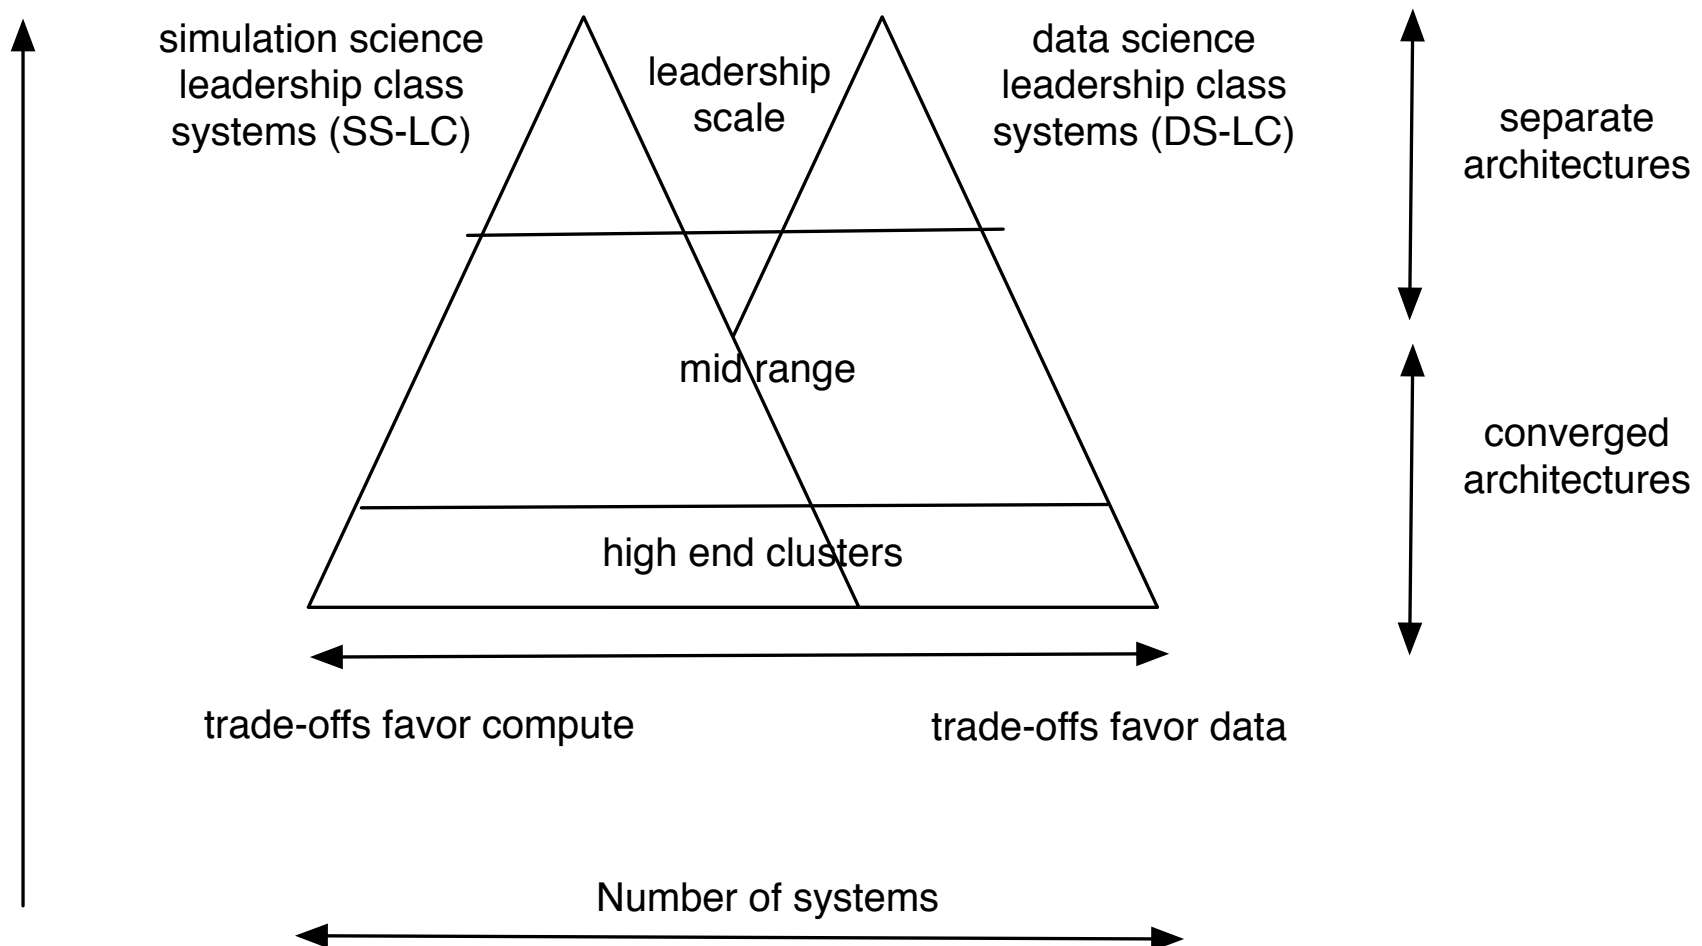 simulation science
leadership class
systems (SS-LC)
leadership
scale
data science
leadership class
systems (DS-LC)
separate
architectures
mid range
converged
architectures
high end clusters
trade-offs favor compute
trade-offs favor data
Number of systems